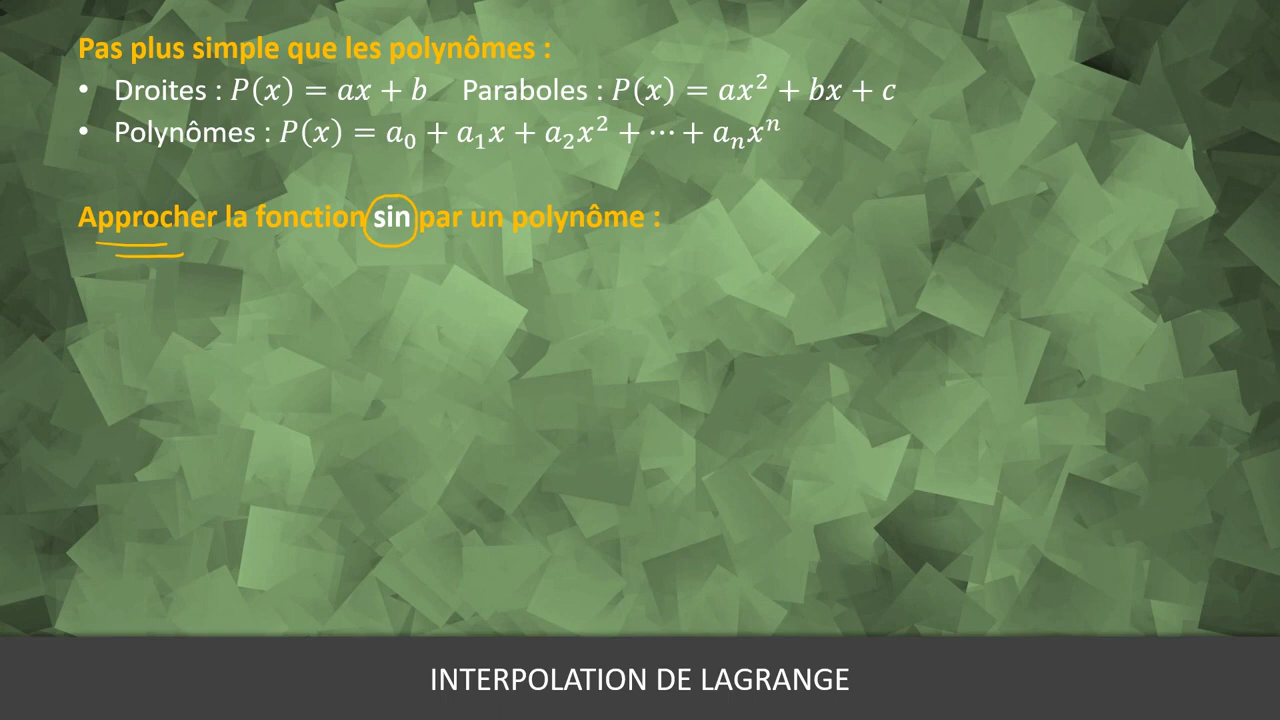 Pas plus simple que les polynômes :
• Droites : P(x) = ax + b Paraboles : P(x) = ax² + bx + c
• Polynômes : P(x) = a₀ + a₁x + a₂x² + ⋯ + aₙxⁿ
Approcher la fonction sin par un polynôme :
INTERPOLATION DE LAGRANGE